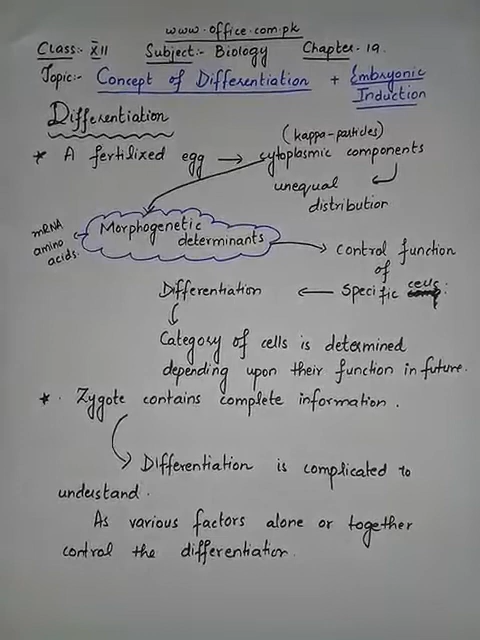 www.office.com.pk
Class:- XII Subject:- Biology Chapter-19.
Topic:- Concept of Differentiation + Embryonic Induction
Differentiation
* A fertilized egg → cytoplasmic components
(kappa-particles)
unequal distribution
mRNA amino acids.
Morphogenetic determinants
→ control function
of
Differentiation ← specific cells.
Category of cells is determined
depending upon their function in future.
* . Zygote contains complete information .
Differentiation is complicated to
understand.
As various factors alone or together
control the differentiation.